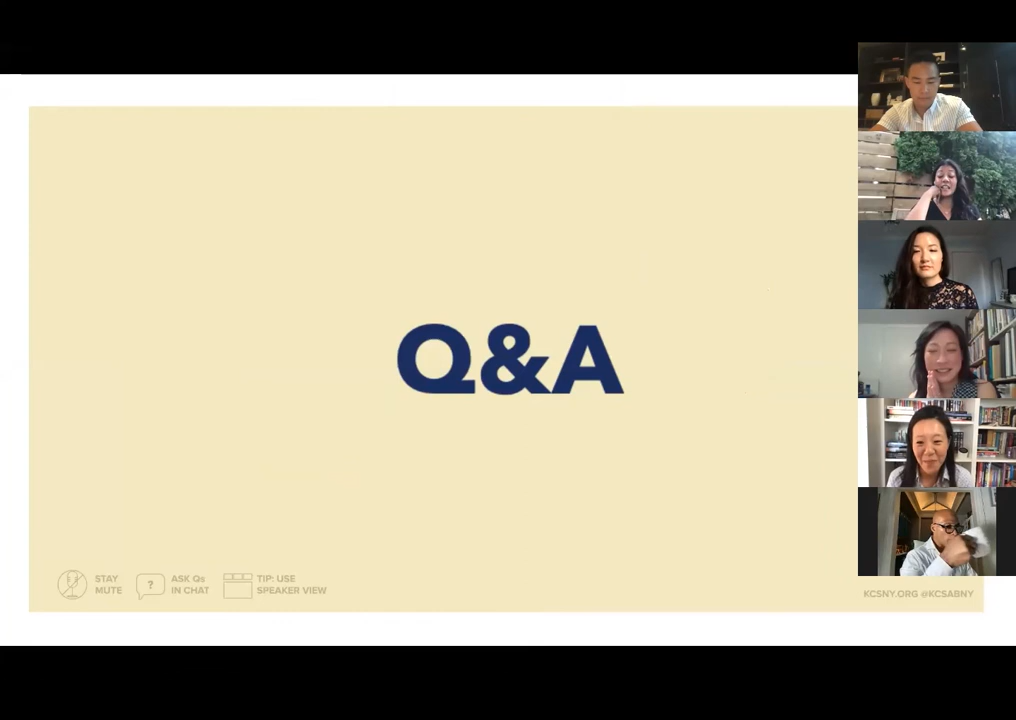 Q&A
STAY
MUTE
?
ASK Qs
IN CHAT
TIP: USE
SPEAKER VIEW
KCSNY.ORG @KCSABNY